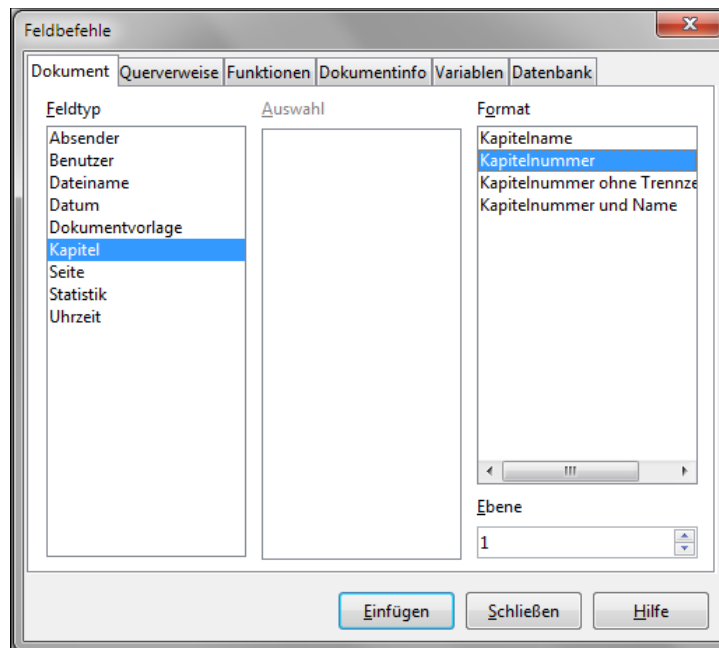 Feldbefehle
Dokument Querverweise Funktionen Dokumentinfo Variablen Datenbank
Feldtyp
Absender
Benutzer
Dateiname
Datum
Dokumentvorlage
Kapitel
Seite
Statistik
Uhrzeit
Auswahl
Format
Kapitelname
Kapitelnummer
Kapitelnummer ohne Trennze
Kapitelnummer und Name
Ebene
1
Einfügen Schließen Hilfe